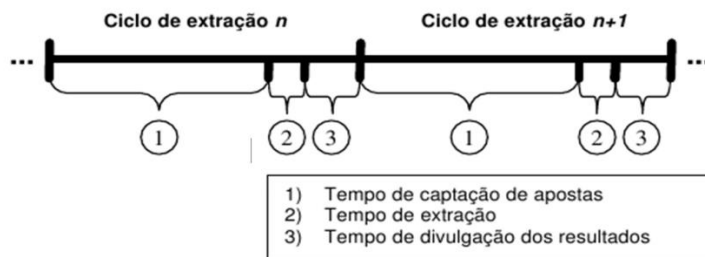 Ciclo de extração n
Ciclo de extração n+1
... ...
1 2 3 1 2 3
1) Tempo de captação de apostas
2) Tempo de extração
3) Tempo de divulgação dos resultados